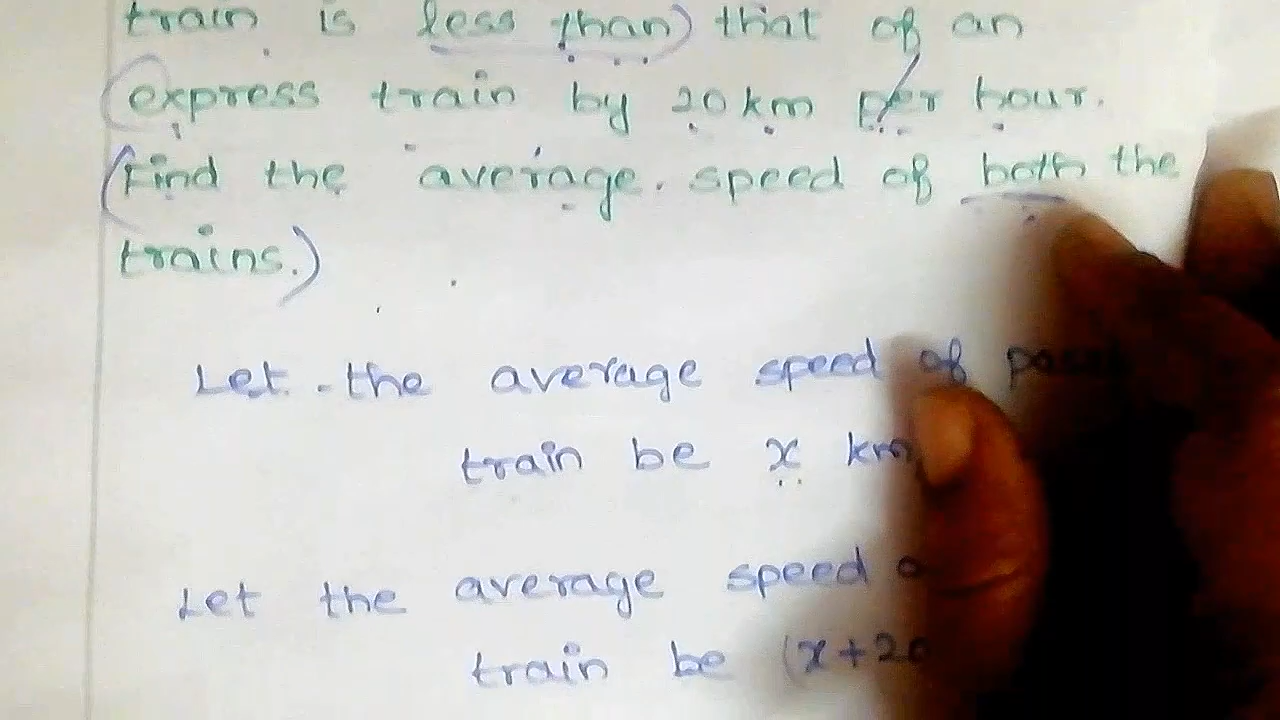 train is less than) that of an
(express train by 20 km per hour.
(Find the average speed of both the
trains.)
Let the average speed of
train be x km
Let the average speed
train be (x+20